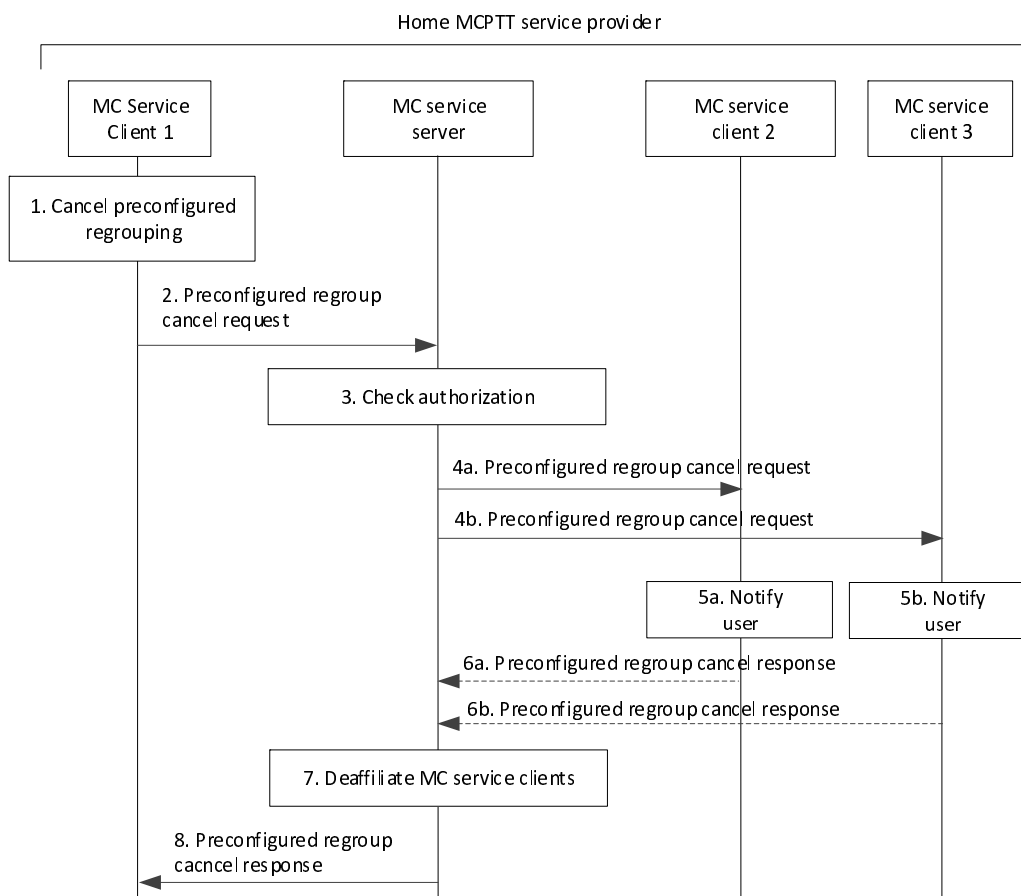 Home MCPTT service provider
MC Service
Client 1
MC service
server
MC service
client 2
MC service
client 3
1. Cancel preconfigured
regrouping
2. Preconfigured regroup
cancel request
3. Check authorization
4a. Preconfigured regroup cancel request
4b. Preconfigured regroup cancel request
5a. Notify
user
5b. Notify
user
6a. Preconfigured regroup cancel response
6b. Preconfigured regroup cancel response
7. Deaffiliate MC service clients
8. Preconfigured regroup
cacncel response